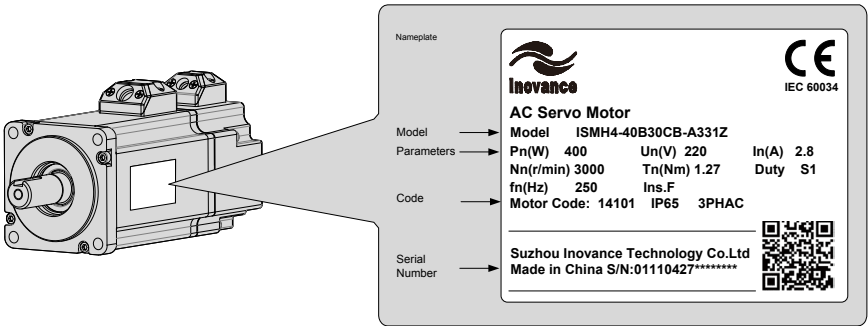 Nameplate
Inovance
IEC 60034
AC Servo Motor
Model Model ISMH4-40B30CB-A331Z
Parameters Pn(W) 400 Un(V) 220 In(A) 2.8
Nn(r/min) 3000 Tn(Nm) 1.27 Duty S1
fn(Hz) 250 Ins.F
Code Motor Code: 14101 IP65 3PHAC
Suzhou Inovance Technology Co.Ltd
Serial Number Made in China S/N:01110427********